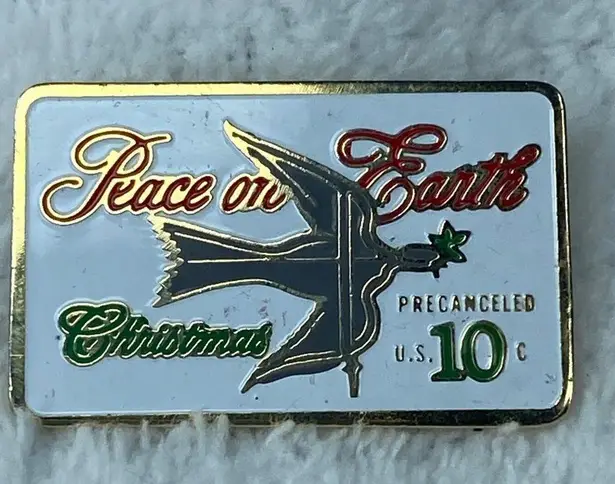 Peace on Earth
Christmas
PRECANCELED
U.S. 10 C